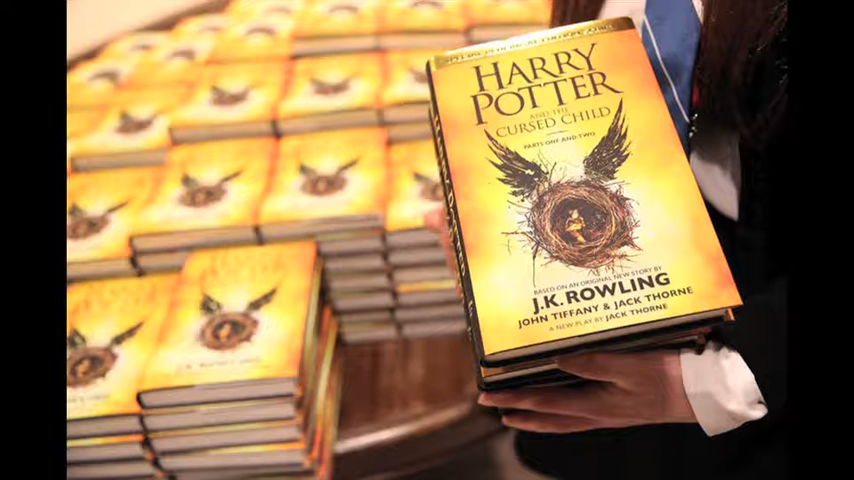 HARRY
POTTER
AND THE
CURSED CHILD
PARTS ONE AND TWO
BASED ON AN ORIGINAL NEW STORY BY
J.K. ROWLING
JOHN TIFFANY & JACK THORNE
A NEW PLAY BY JACK THORNE